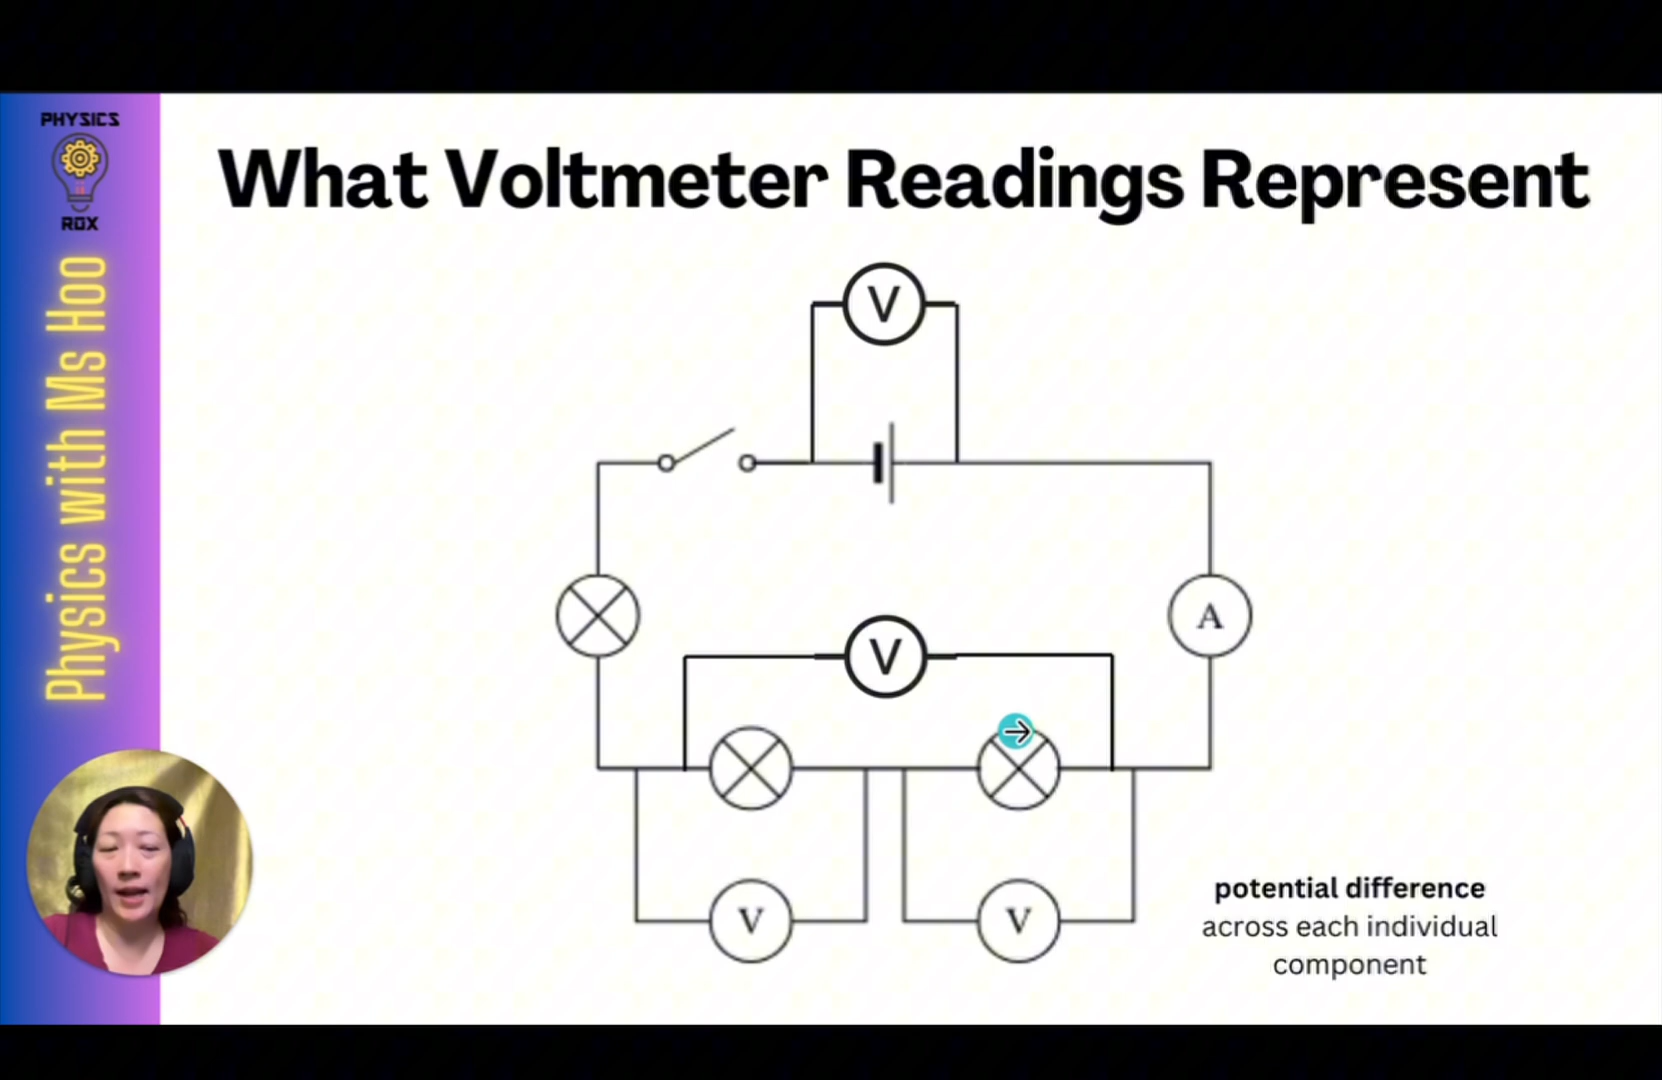 PHYSICS
ROX
Physics with Ms Hoo
What Voltmeter Readings Represent
V
A
V
V
V
potential difference
across each individual
component